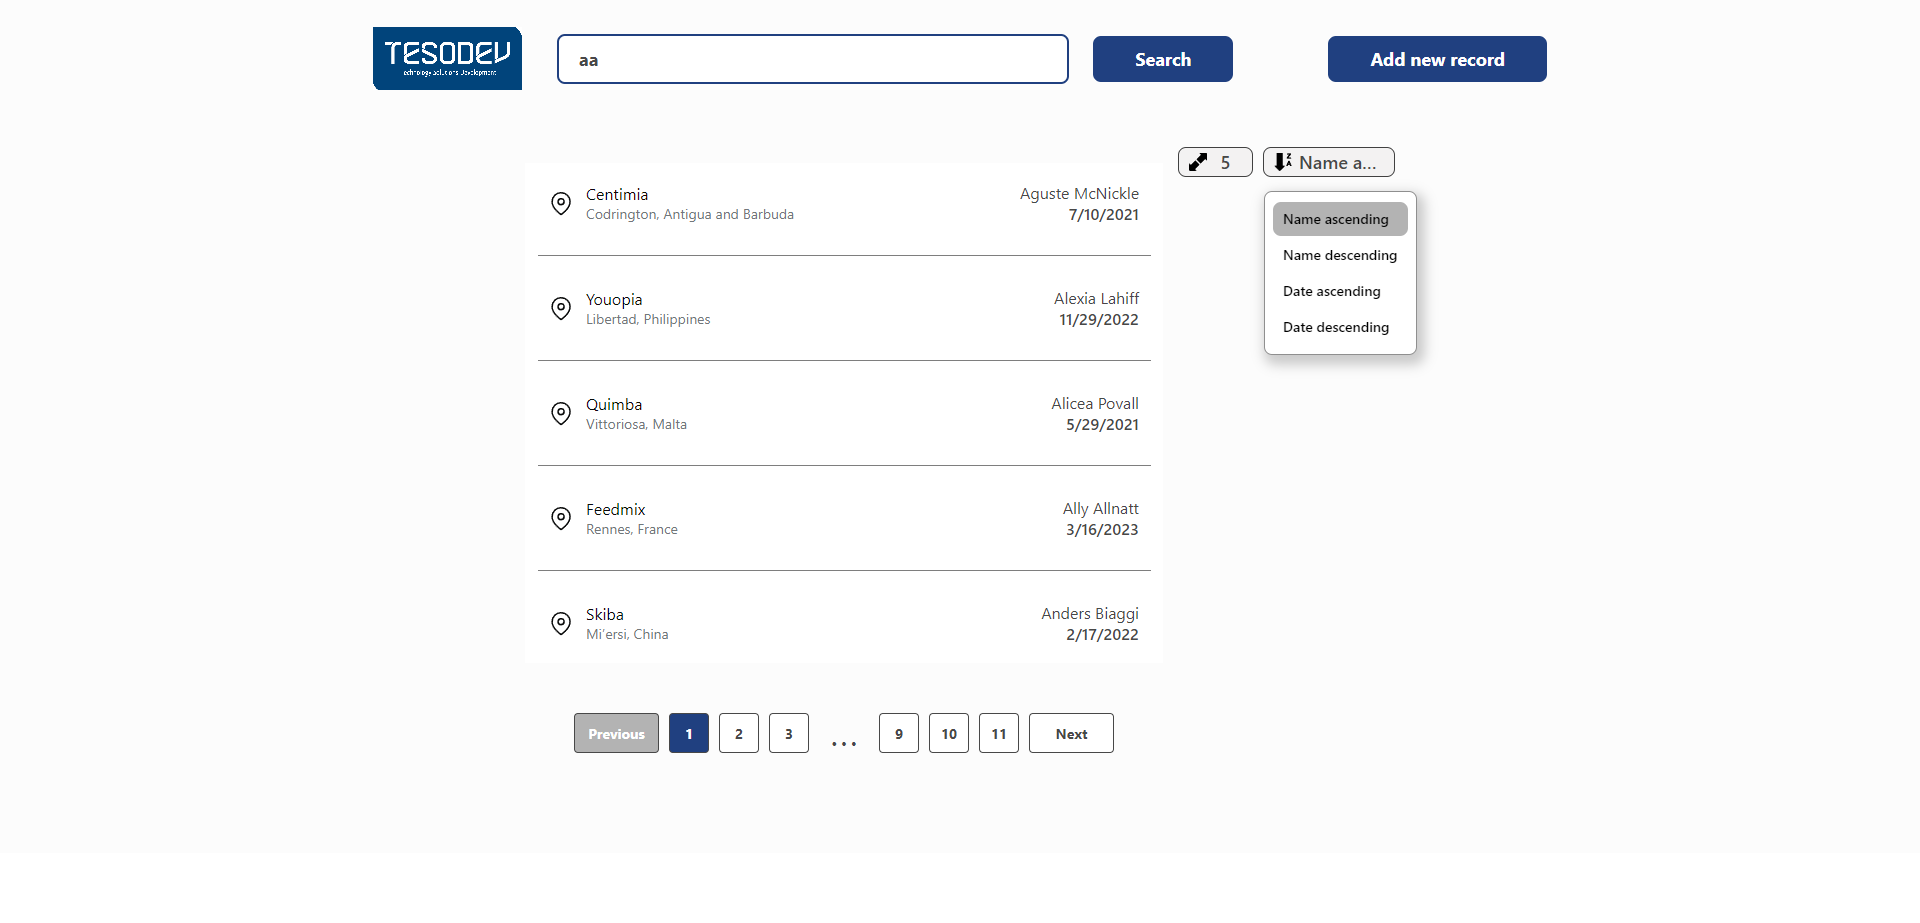 TESODEV
Technology Solutions Development
aa
Search
Add new record
5
Name a...
Name ascending
Name descending
Date ascending
Date descending
Centimia
Codrington, Antigua and Barbuda
Aguste McNickle
7/10/2021
Youopia
Libertad, Philippines
Alexia Lahiff
11/29/2022
Quimba
Vittoriosa, Malta
Alicea Povall
5/29/2021
Feedmix
Rennes, France
Ally Allnatt
3/16/2023
Skiba
Mi’ersi, China
Anders Biaggi
2/17/2022
Previous
1
2
3
...
9
10
11
Next